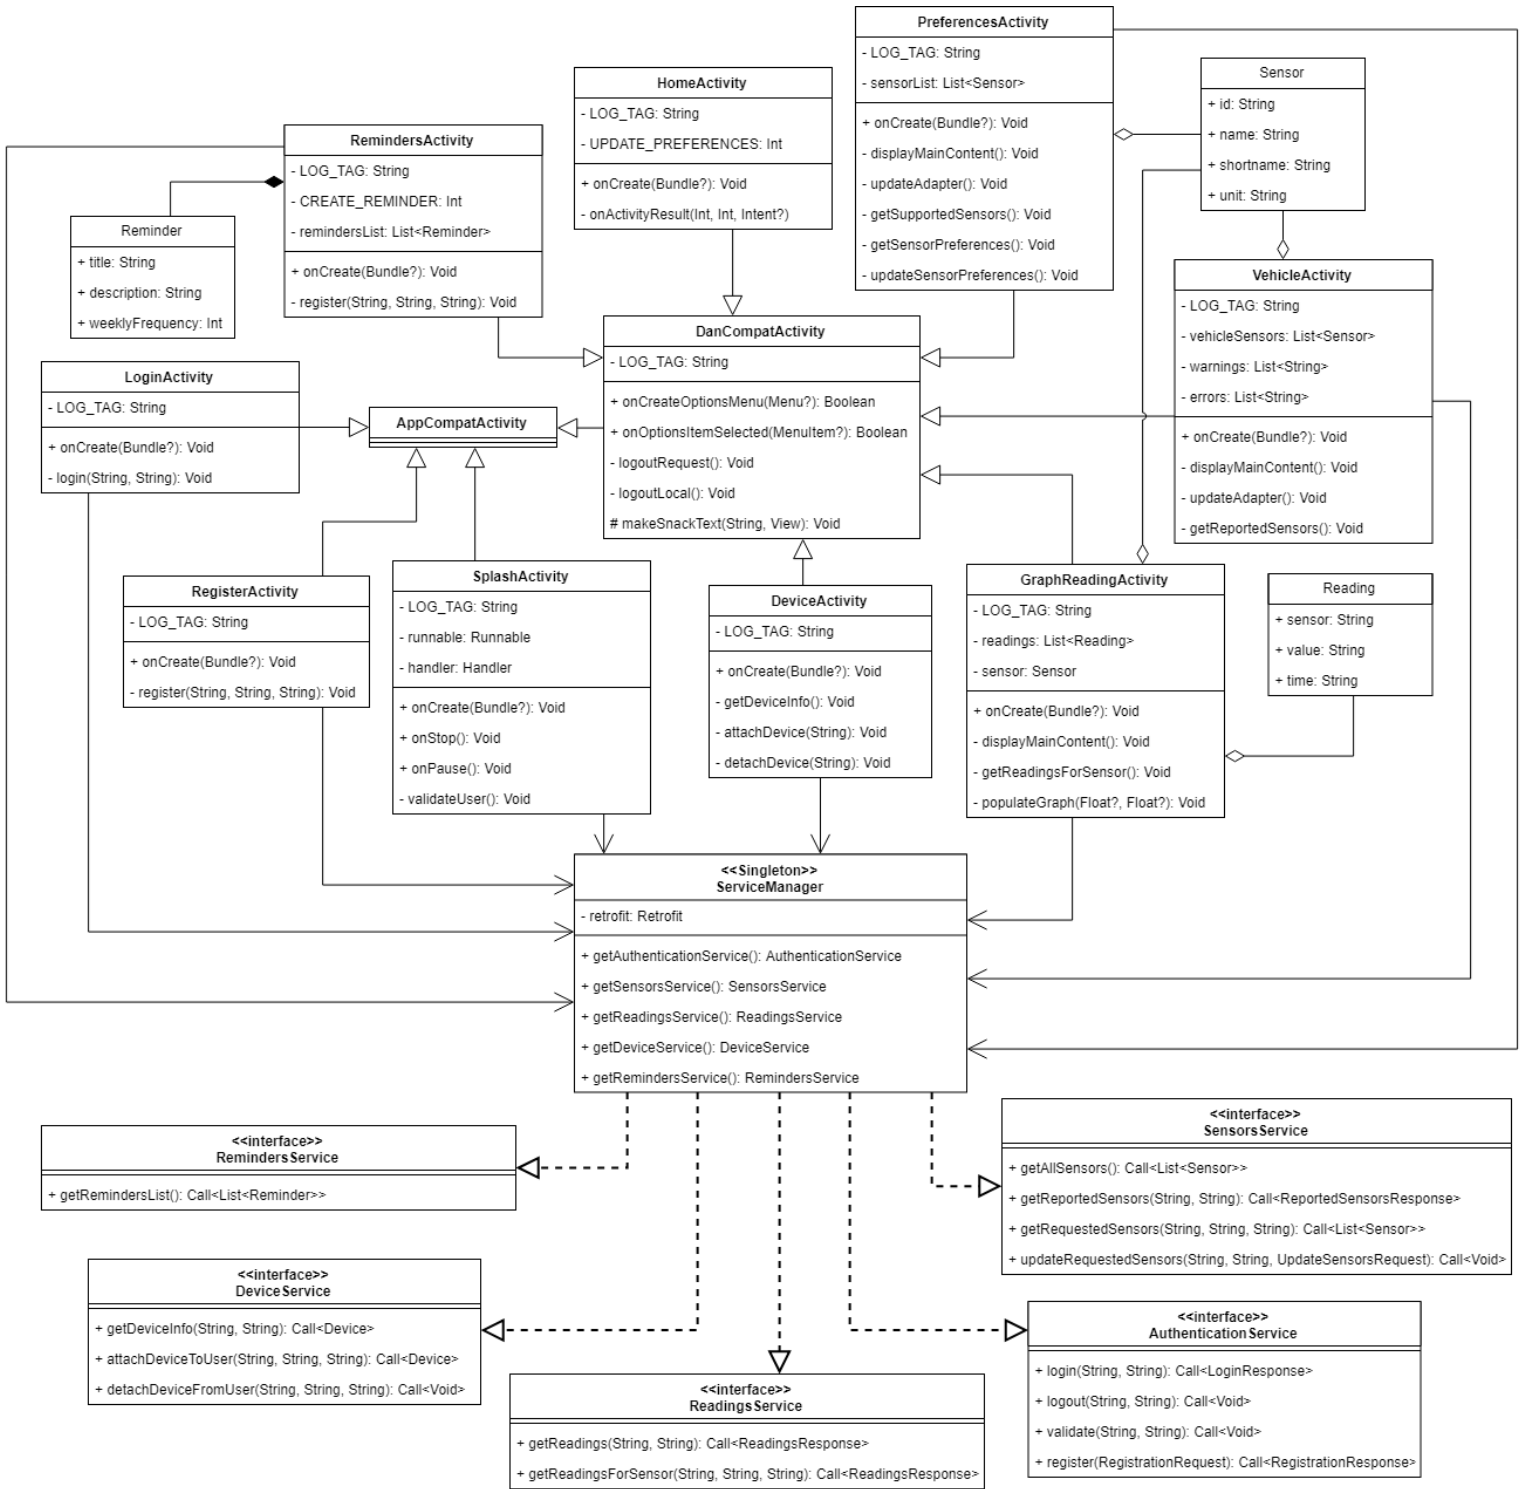 PreferencesActivity
- LOG_TAG: String
- sensorList: List<Sensor>
+ onCreate(Bundle?): Void
- displayMainContent(): Void
- updateAdapter(): Void
- getSupportedSensors(): Void
- getSensorPreferences(): Void
- updateSensorPreferences(): Void
Sensor
+ id: String
+ name: String
+ shortname: String
+ unit: String
HomeActivity
- LOG_TAG: String
- UPDATE_PREFERENCES: Int
+ onCreate(Bundle?): Void
- onActivityResult(Int, Int, Intent?)
RemindersActivity
- LOG_TAG: String
- CREATE_REMINDER: Int
- remindersList: List<Reminder>
+ onCreate(Bundle?): Void
- register(String, String, String): Void
Reminder
+ title: String
+ description: String
+ weeklyFrequency: Int
VehicleActivity
- LOG_TAG: String
- vehicleSensors: List<Sensor>
- warnings: List<String>
- errors: List<String>
+ onCreate(Bundle?): Void
- displayMainContent(): Void
- updateAdapter(): Void
- getReportedSensors(): Void
DanCompatActivity
- LOG_TAG: String
+ onCreateOptionsMenu(Menu?): Boolean
+ onOptionsItemSelected(MenuItem?): Boolean
- logoutRequest(): Void
- logoutLocal(): Void
# makeSnackText(String, View): Void
LoginActivity
- LOG_TAG: String
+ onCreate(Bundle?): Void
- login(String, String): Void
AppCompatActivity
RegisterActivity
- LOG_TAG: String
+ onCreate(Bundle?): Void
- register(String, String, String): Void
SplashActivity
- LOG_TAG: String
- runnable: Runnable
- handler: Handler
+ onCreate(Bundle?): Void
+ onStop(): Void
+ onPause(): Void
- validateUser(): Void
DeviceActivity
- LOG_TAG: String
+ onCreate(Bundle?): Void
- getDeviceInfo(): Void
- attachDevice(String): Void
- detachDevice(String): Void
GraphReadingActivity
- LOG_TAG: String
- readings: List<Reading>
- sensor: Sensor
+ onCreate(Bundle?): Void
- displayMainContent(): Void
- getReadingsForSensor(): Void
- populateGraph(Float?, Float?): Void
Reading
+ sensor: String
+ value: String
+ time: String
<<Singleton>>
ServiceManager
- retrofit: Retrofit
+ getAuthenticationService(): AuthenticationService
+ getSensorsService(): SensorsService
+ getReadingsService(): ReadingsService
+ getDeviceService(): DeviceService
+ getRemindersService(): RemindersService
<<interface>>
RemindersService
+ getRemindersList(): Call<List<Reminder>>
<<interface>>
SensorsService
+ getAllSensors(): Call<List<Sensor>>
+ getReportedSensors(String, String): Call<ReportedSensorsResponse>
+ getRequestedSensors(String, String, String): Call<List<Sensor>>
+ updateRequestedSensors(String, String, UpdateSensorsRequest): Call<Void>
<<interface>>
DeviceService
+ getDeviceInfo(String, String): Call<Device>
+ attachDeviceToUser(String, String, String): Call<Device>
+ detachDeviceFromUser(String, String, String): Call<Void>
<<interface>>
AuthenticationService
+ login(String, String): Call<LoginResponse>
+ logout(String, String): Call<Void>
+ validate(String, String): Call<Void>
+ register(RegistrationRequest): Call<RegistrationResponse>
<<interface>>
ReadingsService
+ getReadings(String, String): Call<ReadingsResponse>
+ getReadingsForSensor(String, String, String): Call<ReadingsResponse>